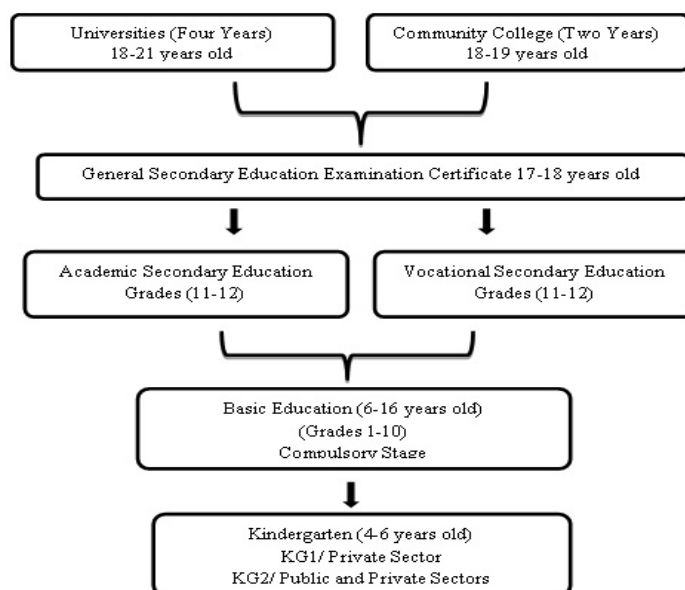 Universities (Four Years)
18-21 years old
Community College (Two Years)
18-19 years old
General Secondary Education Examination Certificate 17-18 years old
Academic Secondary Education
Grades (11-12)
Vocational Secondary Education
Grades (11-12)
Basic Education (6-16 years old)
(Grades 1-10)
Compulsory Stage
Kindergarten (4-6 years old)
KG1/ Private Sector
KG2/ Public and Private Sectors